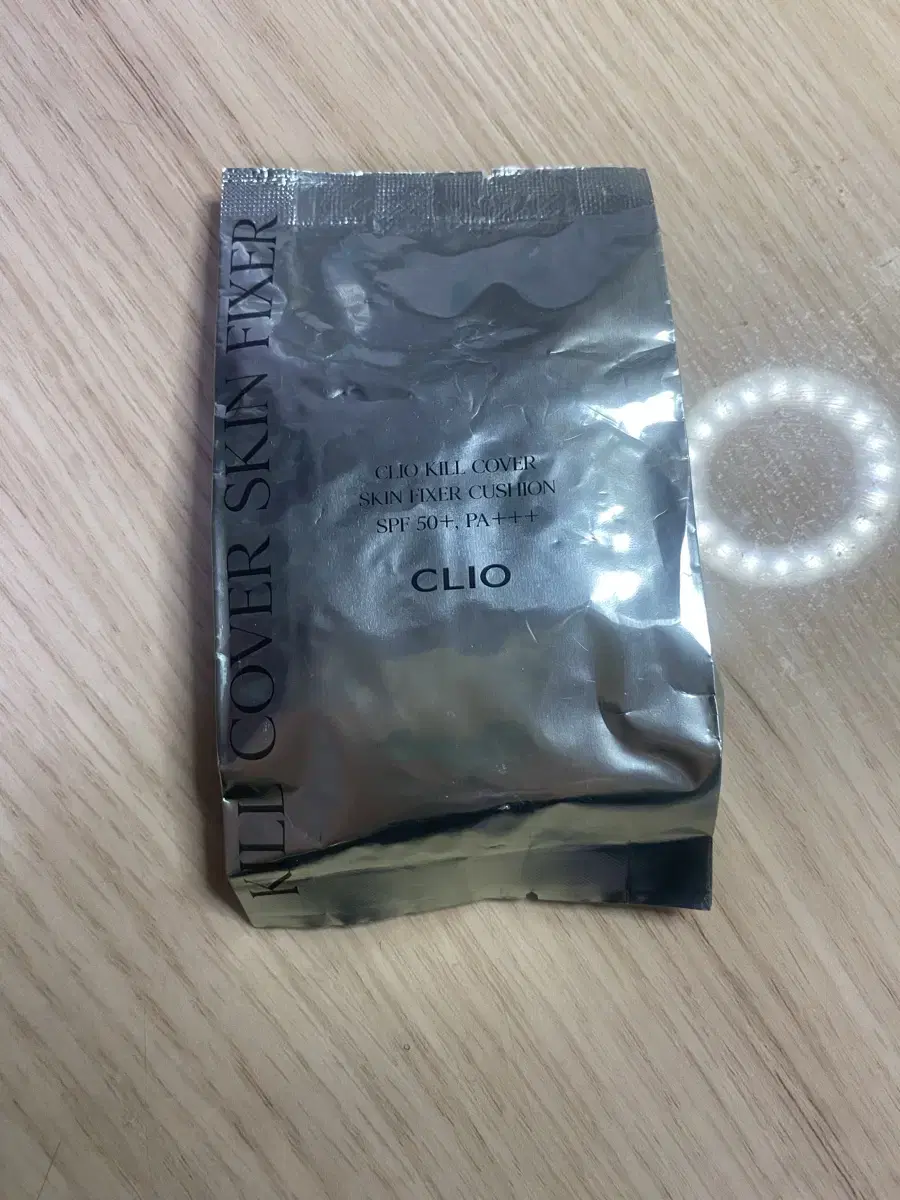 KILL COVER SKIN FIXER
CLIO KILL COVER
SKIN FIXER CUSHION
SPF 50+, PA+++
CLIO